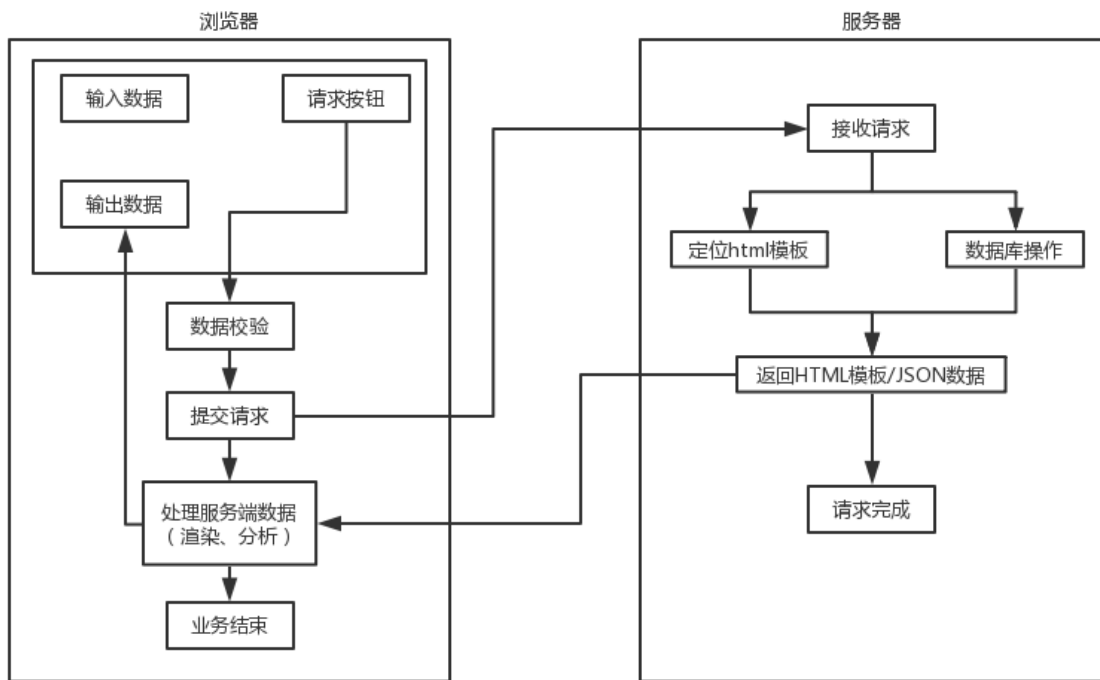 浏览器
服务器
输入数据
请求按钮
输出数据
数据校验
提交请求
处理服务端数据
（渲染、分析）
业务结束
接收请求
定位html模板
数据库操作
返回HTML模板/JSON数据
请求完成